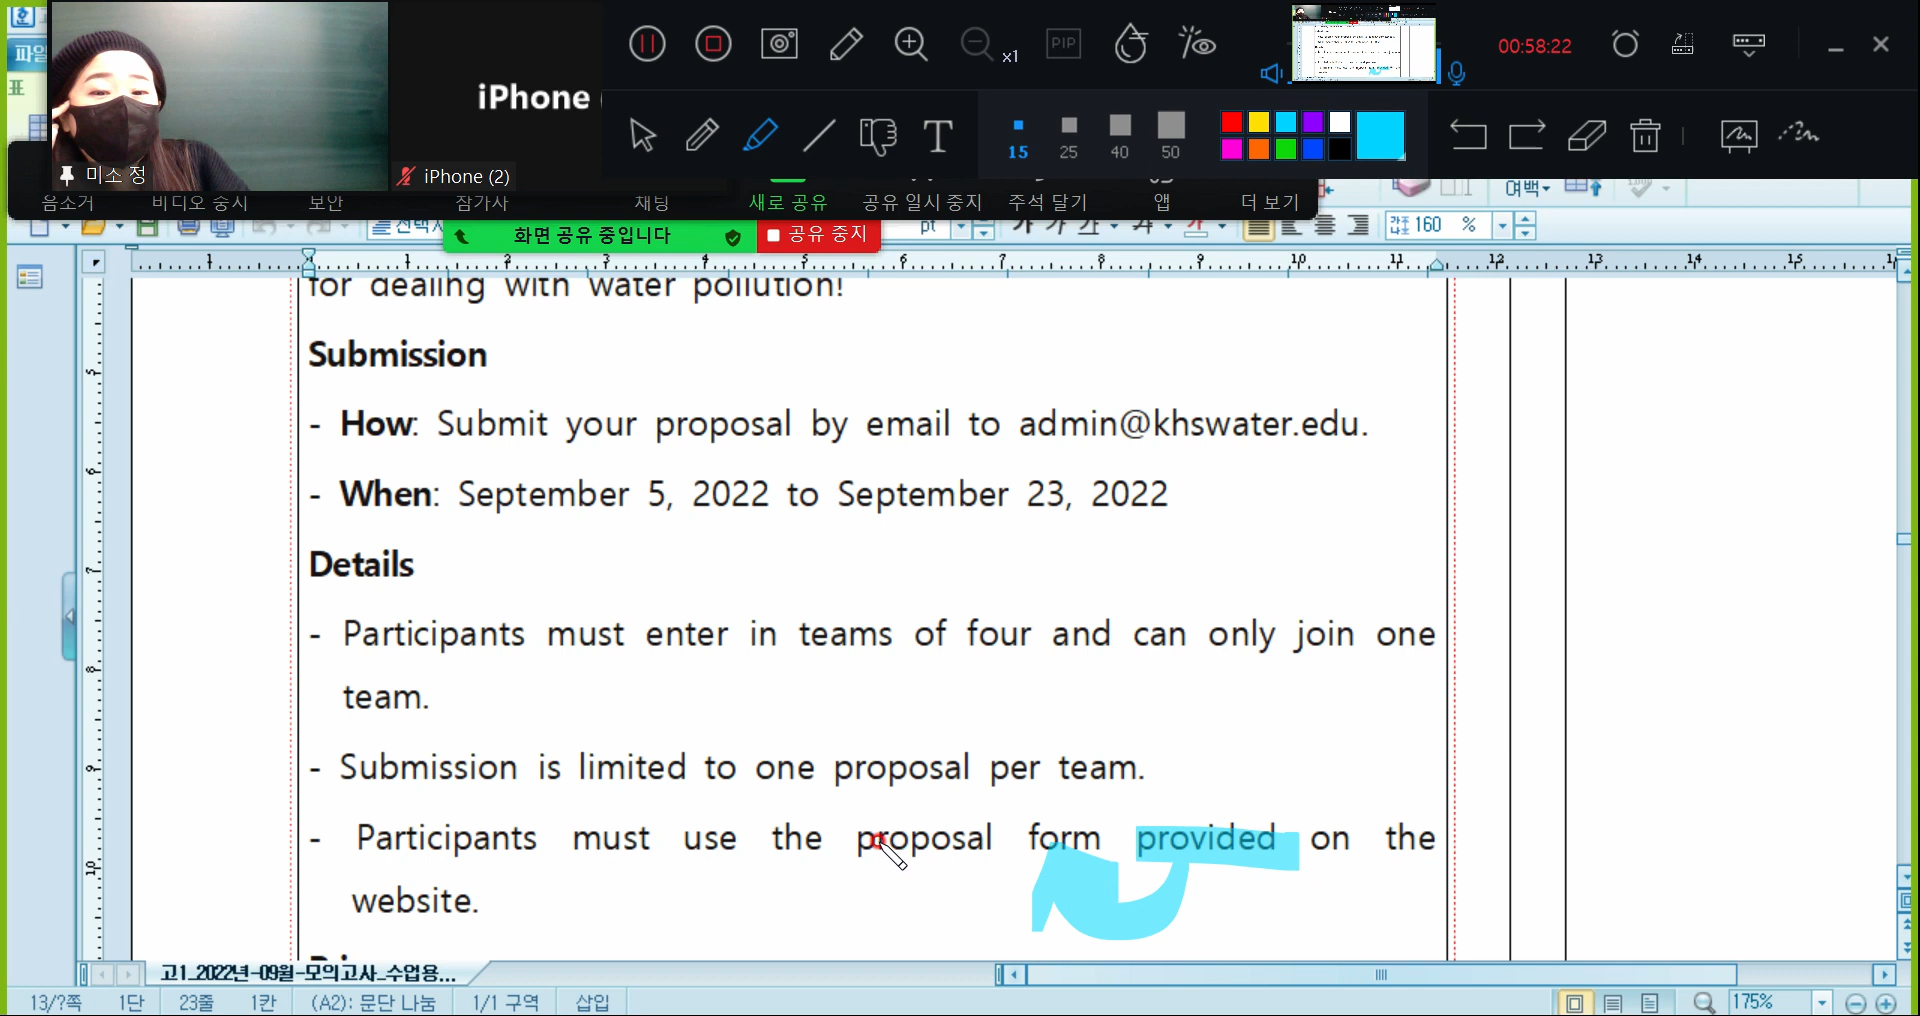 iPhone
PIP
x1
00:58:22
15
25
40
50
미소 정
iPhone (2)
음소거
비디오 중지
보안
참가자
채팅
새로 공유
공유 일시 중지
주석 달기
앱
더 보기
여백
파일
화면 공유 중입니다
공유 중지
pt
160 %
for dealing with water pollution!
Submission
- How: Submit your proposal by email to admin@khswater.edu.
- When: September 5, 2022 to September 23, 2022
Details
- Participants must enter in teams of four and can only join one
team.
- Submission is limited to one proposal per team.
- Participants must use the proposal form provided on the
website.
고1_2022년-09월-모의고사_수업용...
13/?쪽 1단 23줄 1칸 (A2): 문단 나눔 1/1 구역 삽입
175%